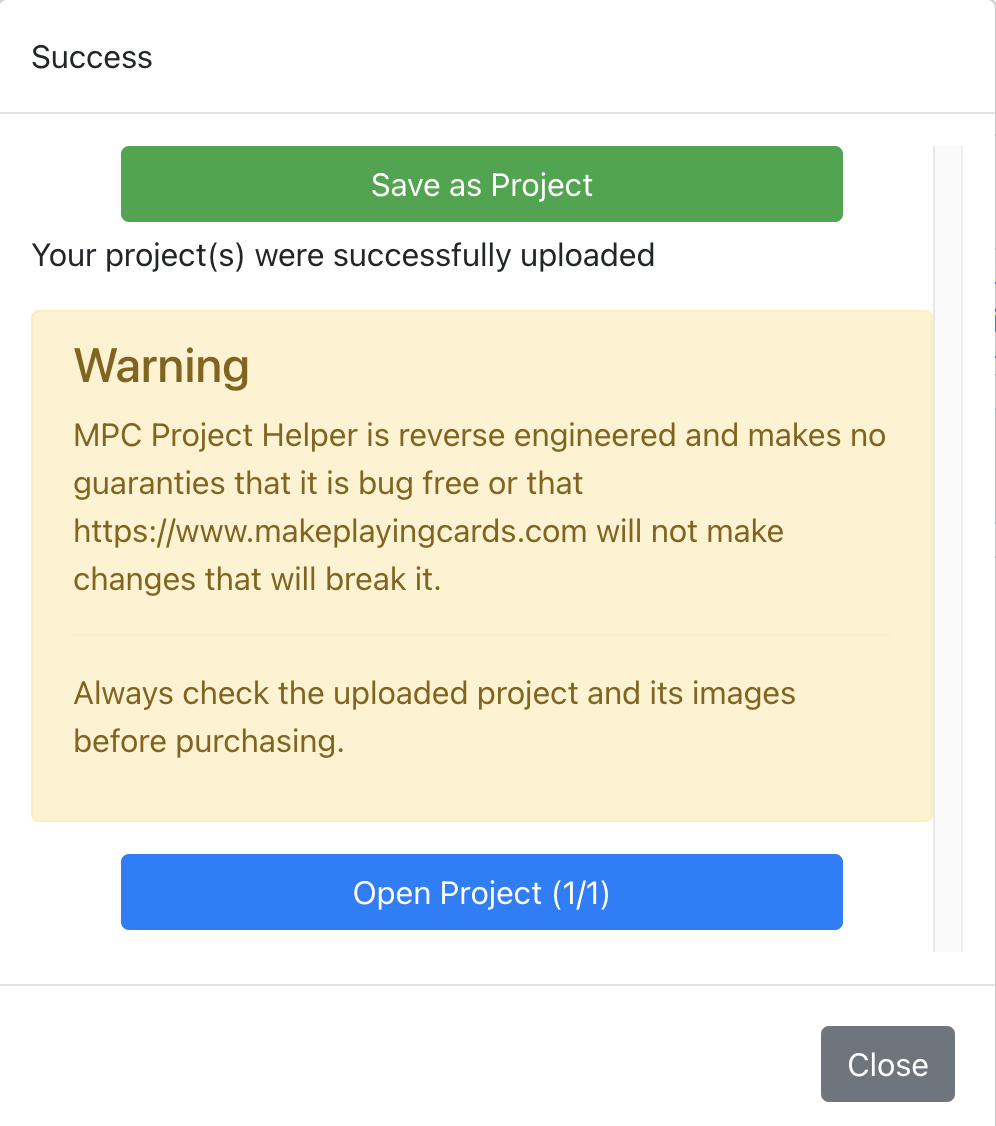 Success
Save as Project
Your project(s) were successfully uploaded
Warning
MPC Project Helper is reverse engineered and makes no
guaranties that it is bug free or that
https://www.makeplayingcards.com will not make
changes that will break it.
Always check the uploaded project and its images
before purchasing.
Open Project (1/1)
Close